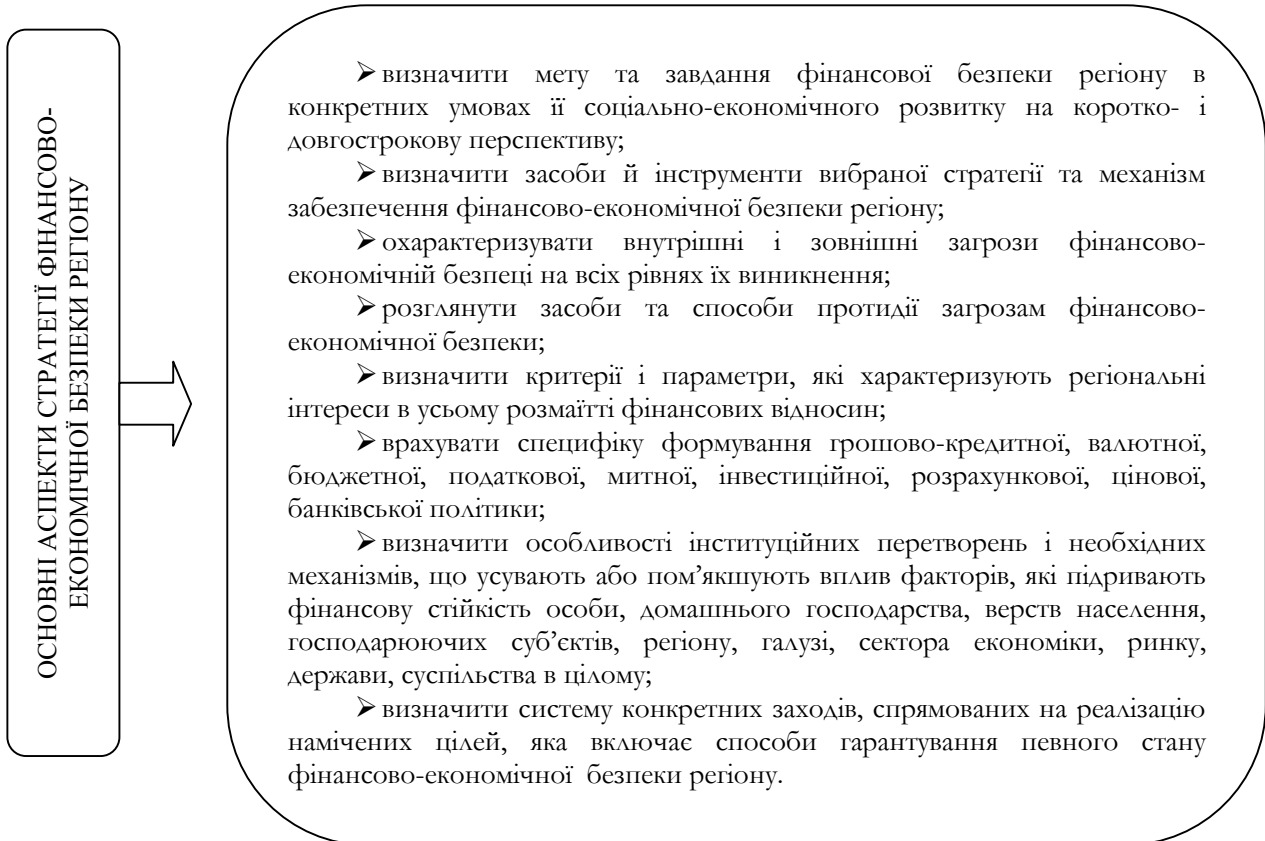 ОСНОВНІ АСПЕКТИ СТРАТЕГІЇ ФІНАНСОВО-
ЕКОНОМІЧНОЇ БЕЗПЕКИ РЕГІОНУ
➢ визначити мету та завдання фінансової безпеки регіону в
конкретних умовах її соціально-економічного розвитку на коротко- і
довгострокову перспективу;
➢ визначити засоби й інструменти вибраної стратегії та механізм
забезпечення фінансово-економічної безпеки регіону;
➢ охарактеризувати внутрішні і зовнішні загрози фінансово-
економічній безпеці на всіх рівнях їх виникнення;
➢ розглянути засоби та способи протидії загрозам фінансово-
економічної безпеки;
➢ визначити критерії і параметри, які характеризують регіональні
інтереси в усьому розмаїтті фінансових відносин;
➢ врахувати специфіку формування грошово-кредитної, валютної,
бюджетної, податкової, митної, інвестиційної, розрахункової, цінової,
банківської політики;
➢ визначити особливості інституційних перетворень і необхідних
механізмів, що усувають або пом’якшують вплив факторів, які підривають
фінансову стійкість особи, домашнього господарства, верств населення,
господарюючих суб’єктів, регіону, галузі, сектора економіки, ринку,
держави, суспільства в цілому;
➢ визначити систему конкретних заходів, спрямованих на реалізацію
намічених цілей, яка включає способи гарантування певного стану
фінансово-економічної безпеки регіону.